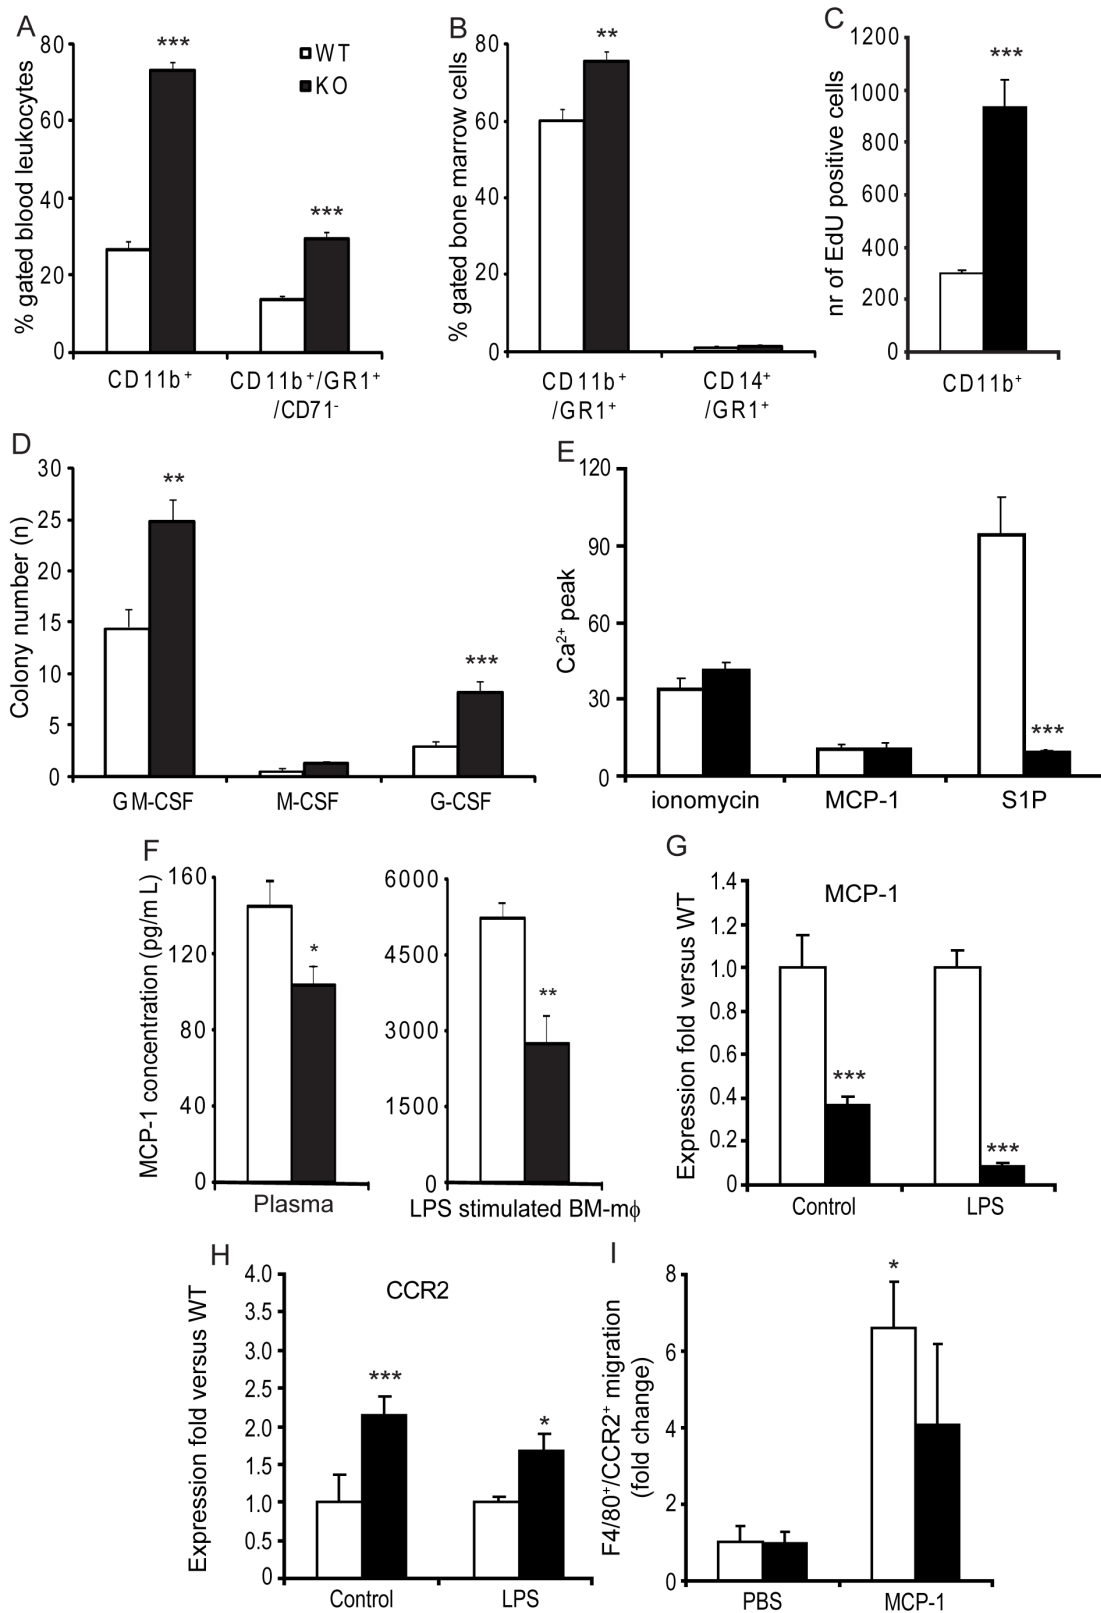 A
% gated blood leukocytes
80
60
40
20
0
***
***
WT
KO
CD11b⁺
CD11b⁺/GR1⁺
/CD71⁻
B
% gated bone marrow cells
80
60
40
20
0
**
CD11b⁺
/GR1⁺
CD14⁺
/GR1⁺
C
nr of EdU positive cells
1200
1000
800
600
400
200
0
***
CD11b⁺
D
Colony number (n)
30
25
20
15
10
5
0
**
***
GM-CSF
M-CSF
G-CSF
E
Ca²⁺ peak
120
90
60
30
0
***
ionomycin
MCP-1
S1P
F
MCP-1 concentration (pg/mL)
160
120
80
40
0
*
Plasma
6000
4500
3000
1500
0
**
LPS stimulated BM-mϕ
G
MCP-1
Expression fold versus WT
1.4
1.2
1.0
0.8
0.6
0.4
0.2
0
***
***
Control
LPS
H
CCR2
Expression fold versus WT
4.0
3.5
3.0
2.5
2.0
1.5
1.0
0.5
0
***
*
Control
LPS
I
F4/80⁺/CCR2⁺ migration
(fold change)
8
6
4
2
0
*
PBS
MCP-1